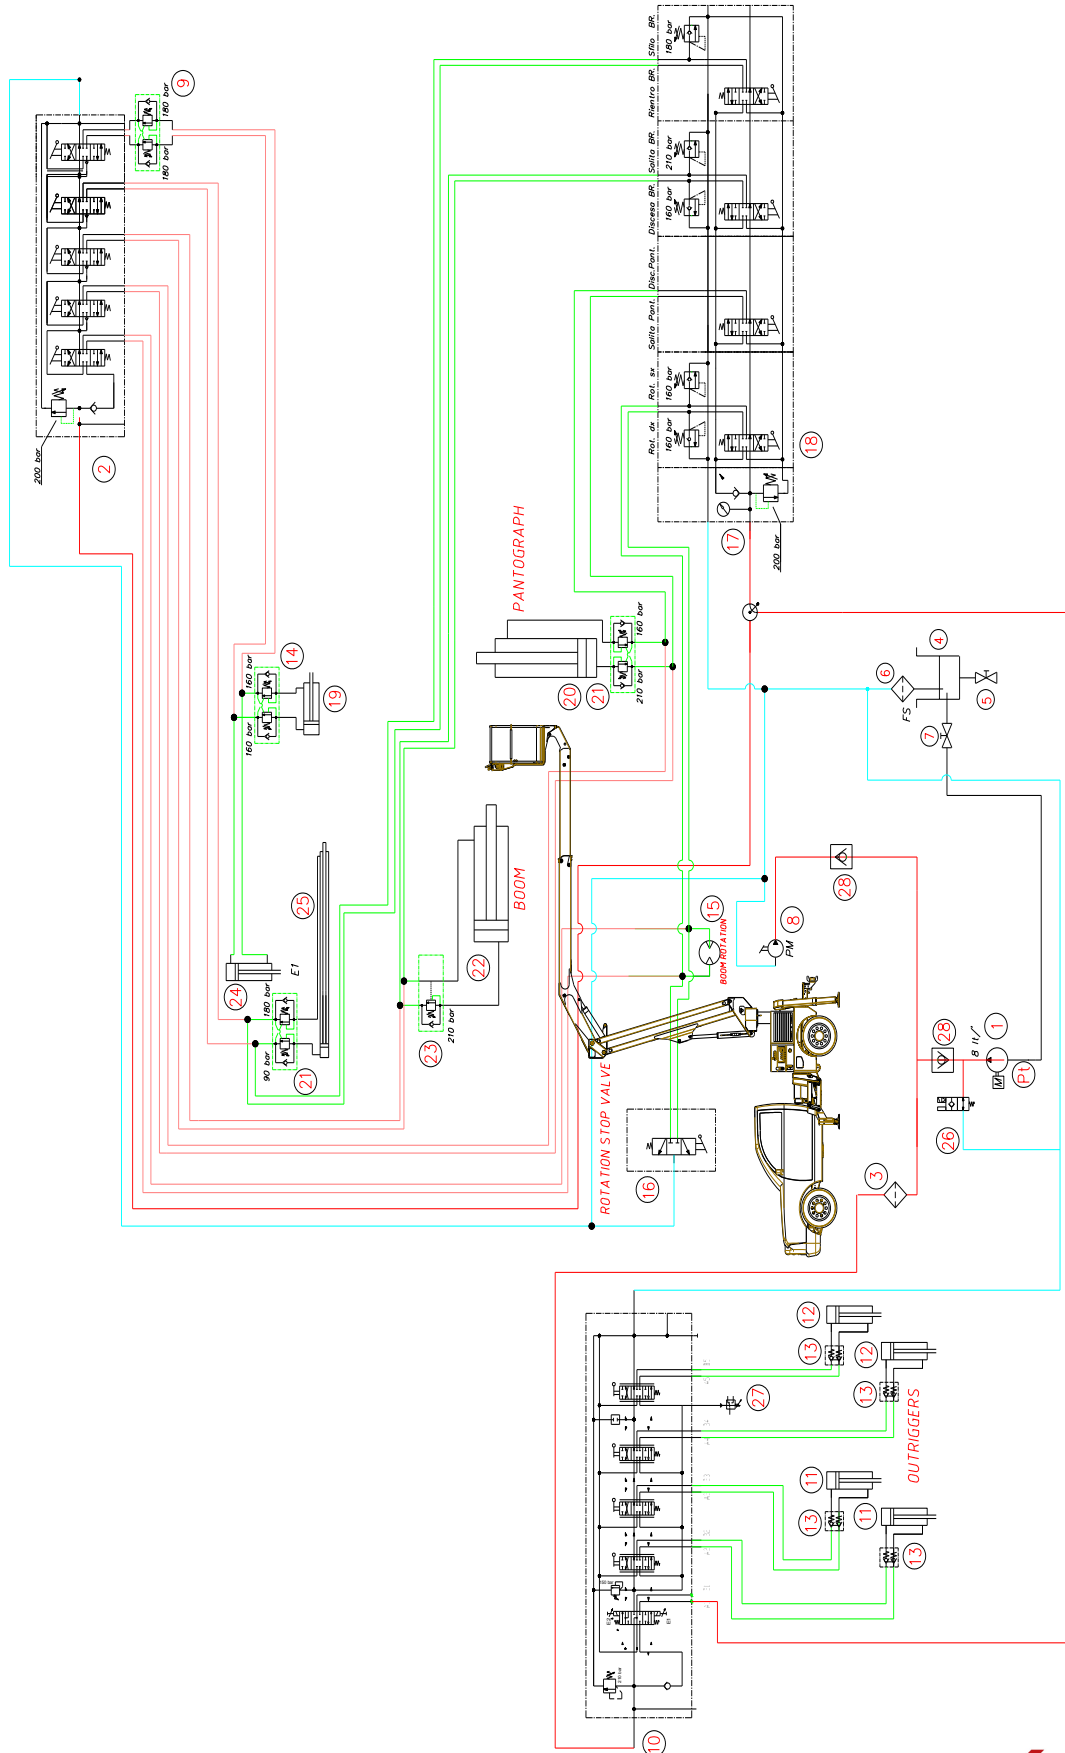 9
180 bar
180 bar
2
200 bar
Sfilo BR.
180 bar
Rientro BR.
Salita BR.
210 bar
Discesa BR.
160 bar
Disc.Pant.
Salita Pant.
Rot. sx
160 bar
Rot. dx
160 bar
18
17
200 bar
PANTOGRAPH
14
160 bar
160 bar
19
160 bar
20
21
210 bar
4
6
FS
5
7
25
E1
24
180 bar
90 bar
21
BOOM
22
23
210 bar
15
BOOM ROTATION
8
PM
28
28
8 lt/
1
M
Pt
26
3
ROTATION STOP VALVE
16
12
13
12
13
27
OUTRIGGERS
11
13
11
13
10